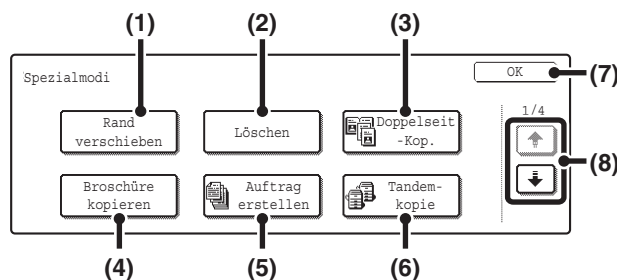 (1) (2) (3)
Spezialmodi
OK
(7)
Rand
verschieben
Löschen
Doppelseit
-Kop.
1/4
(8)
Broschüre
kopieren
Auftrag
erstellen
Tandem-
kopie
(4) (5) (6)